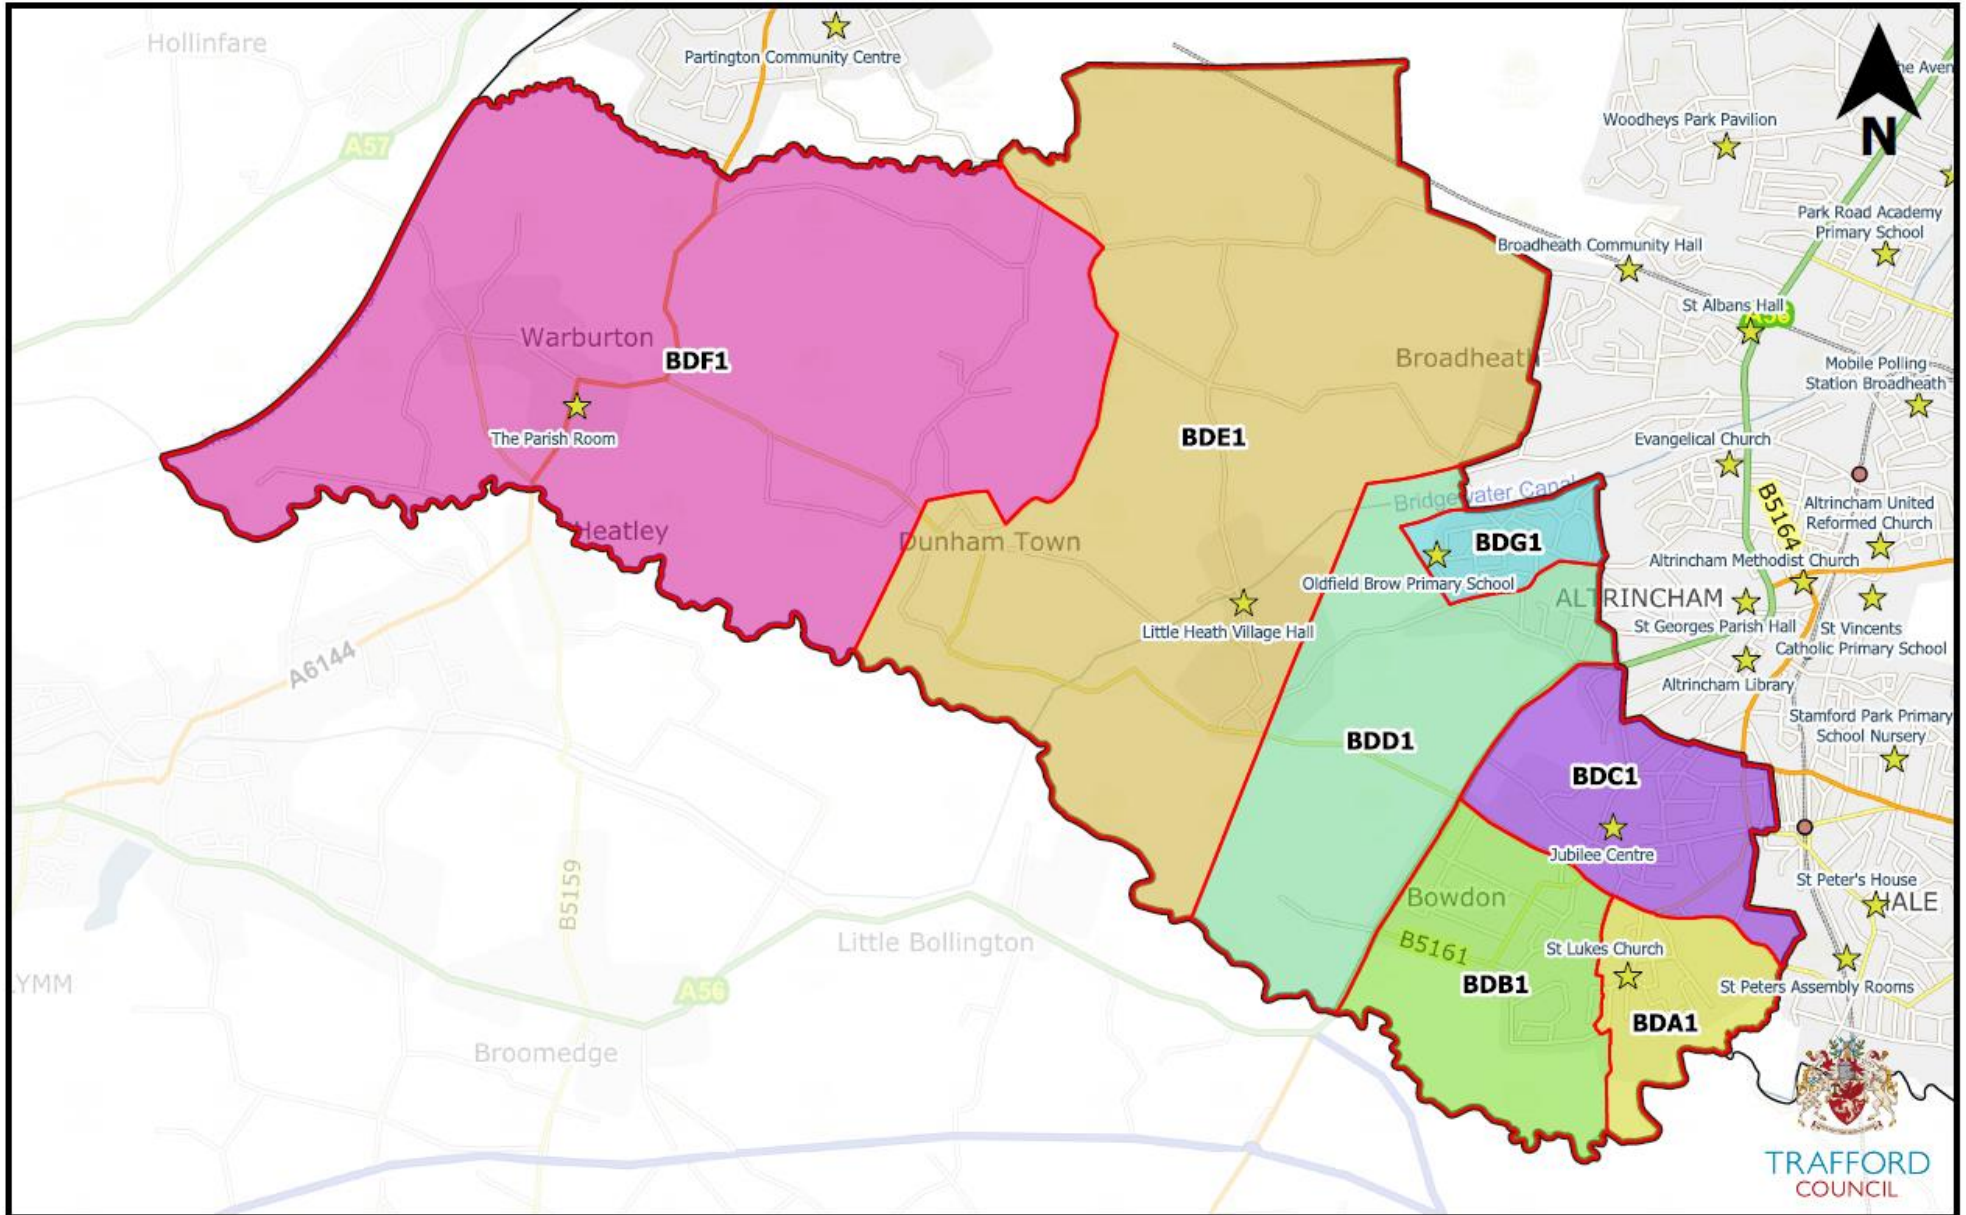 Hollinfare
Partington Community Centre
A57
Woodheys Park Pavilion
N
Park Road Academy
Primary School
Broadheath Community Hall
St Albans Hall
A56
Warburton
BDF1
Broadheath
Mobile Polling
Station Broadheath
The Parish Room
BDE1
Evangelical Church
Bridgewater Canal
B5164
Altrincham United
Reformed Church
Heatley
Dunham Town
BDG1
Altrincham Methodist Church
Oldfield Brow Primary School
ALTRINCHAM
Little Heath Village Hall
St Georges Parish Hall
St Vincents
Catholic Primary School
A6144
Altrincham Library
Stamford Park Primary
School Nursery
BDD1
BDC1
Jubilee Centre
B5159
St Peter's House
HALE
Bowdon
Little Bollington
B5161
St Lukes Church
BDB1
St Peters Assembly Rooms
LYMM
A56
BDA1
Broomedge
TRAFFORD
COUNCIL